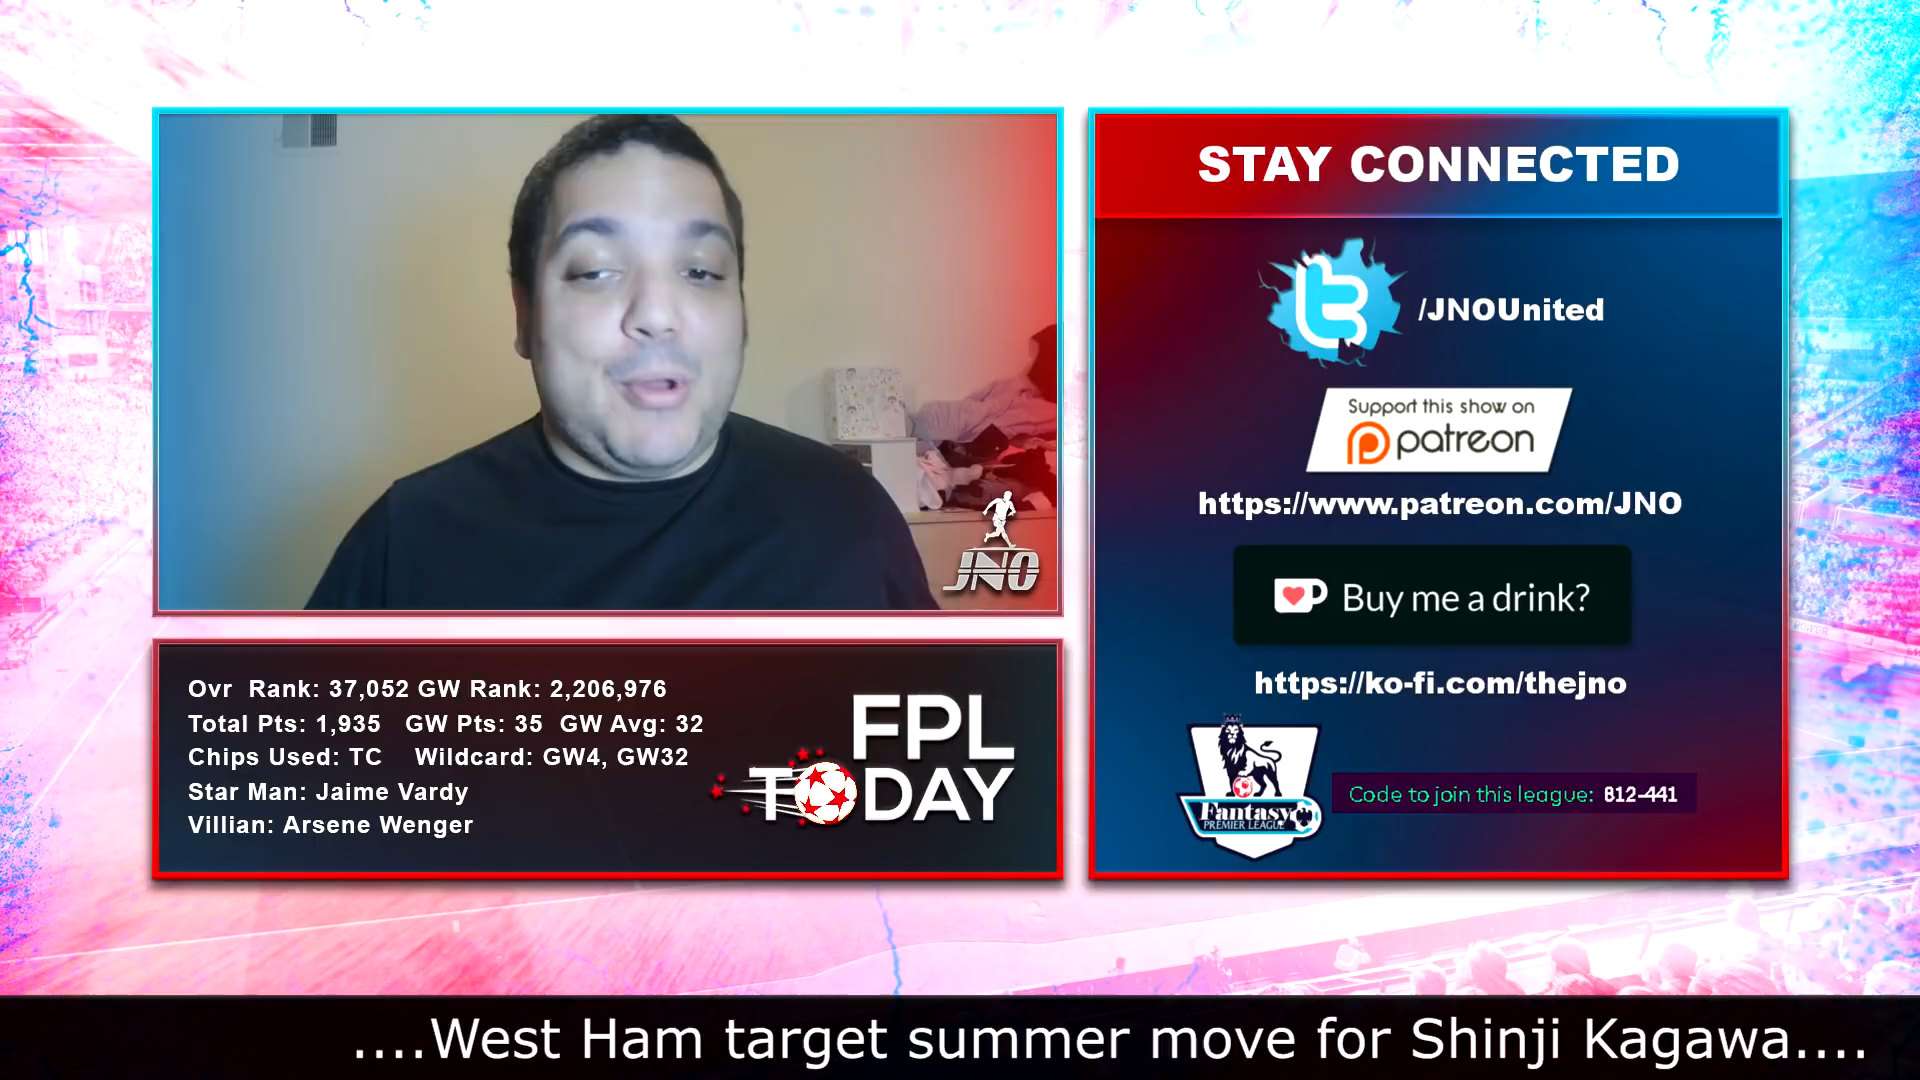 JNO
Ovr Rank: 37,052 GW Rank: 2,206,976
Total Pts: 1,935 GW Pts: 35 GW Avg: 32
Chips Used: TC Wildcard: GW4, GW32
Star Man: Jaime Vardy
Villian: Arsene Wenger
FPL
TODAY
STAY CONNECTED
/JNOUnited
Support this show on
patreon
https://www.patreon.com/JNO
Buy me a drink?
https://ko-fi.com/thejno
Fantasy
PREMIER LEAGUE
Code to join this league: 812-441
....West Ham target summer move for Shinji Kagawa....